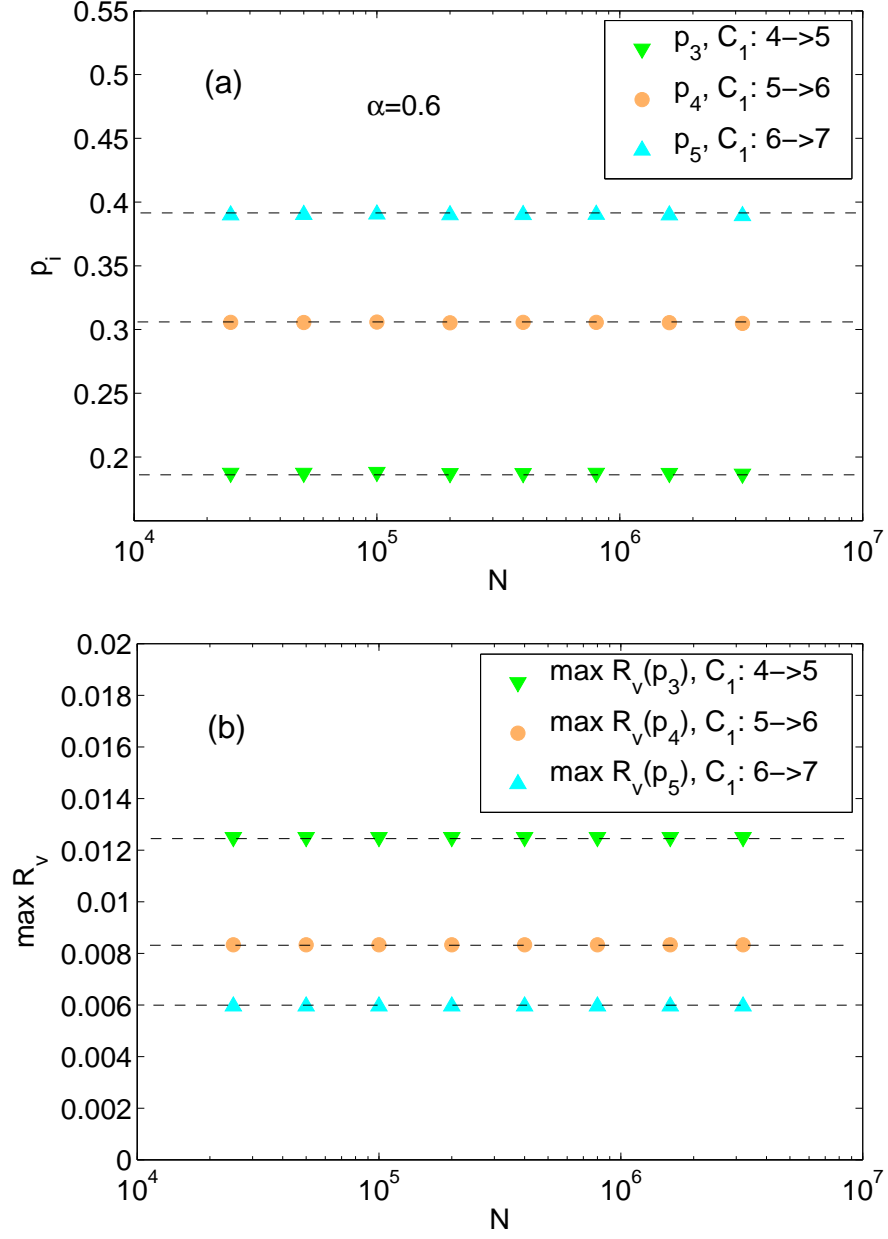 0.55
0.5
0.45
0.4
0.35
0.3
0.25
0.2
p_i
(a)
α=0.6
p_3, C_1: 4->5
p_4, C_1: 5->6
p_5, C_1: 6->7
10^4 10^5 10^6 10^7
N
0.02
0.018
0.016
0.014
0.012
0.01
0.008
0.006
0.004
0.002
0
max R_v
(b)
max R_v(p_3), C_1: 4->5
max R_v(p_4), C_1: 5->6
max R_v(p_5), C_1: 6->7
10^4 10^5 10^6 10^7
N